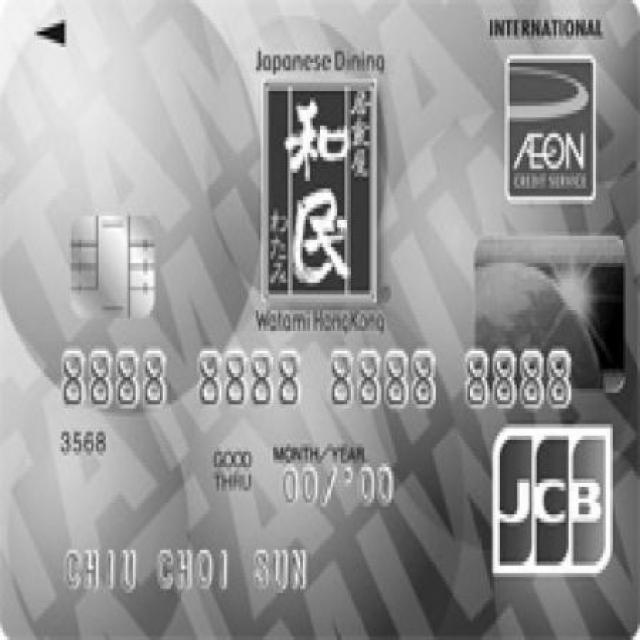 INTERNATIONAL
Japanese Dining
居食屋
和民
わたみ
Watami HongKong
ÆON
CREDIT SERVICE
8888 8888 8888 8888
3568
GOOD THRU
MONTH/YEAR
00/'00
JCB
CHIU CHOI SUN